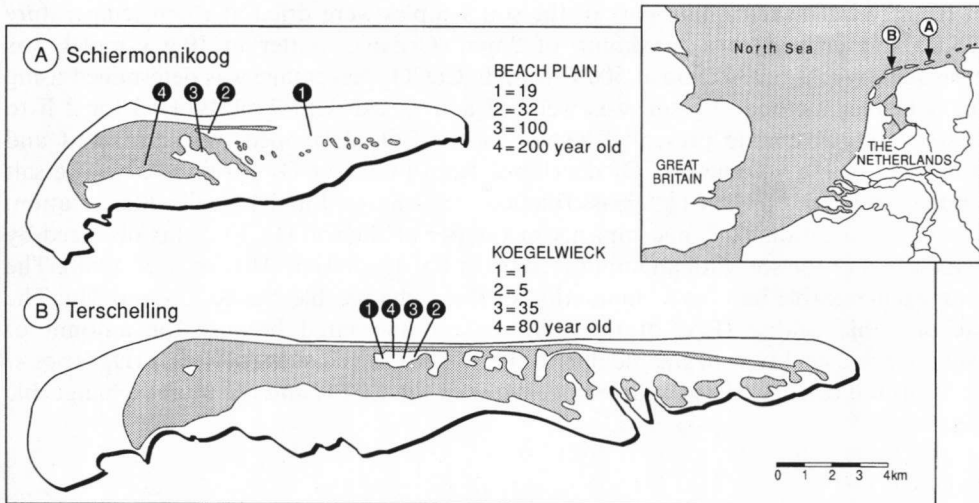 A Schiermonnikoog
4 3 2 1
BEACH PLAIN
1 = 19
2 = 32
3 = 100
4 = 200 year old
North Sea
B A
GREAT
BRITAIN
THE
NETHERLANDS
KOEGELWIECK
1 = 1
2 = 5
3 = 35
4 = 80 year old
B Terschelling
1 4 3 2
0 1 2 3 4km